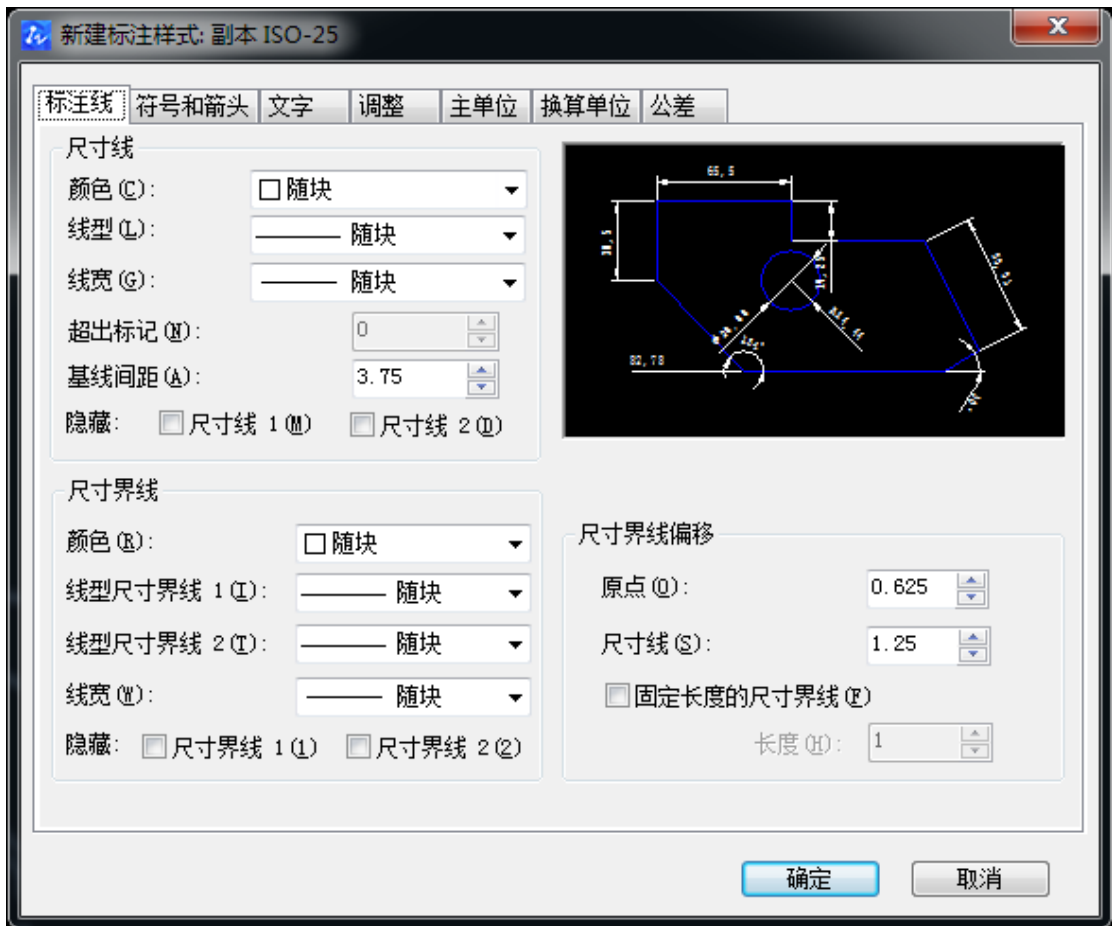 新建标注样式: 副本 ISO-25
标注线 符号和箭头 文字 调整 主单位 换算单位 公差
尺寸线
颜色(C): 随块
线型(L): 随块
线宽(G): 随块
超出标记(N): 0
基线间距(A): 3.75
隐藏: 尺寸线 1(M) 尺寸线 2(D)
65,5
38,5
82,73
尺寸界线
颜色(R): 随块
线型尺寸界线 1(I): 随块
线型尺寸界线 2(T): 随块
线宽(W): 随块
隐藏: 尺寸界线 1(1) 尺寸界线 2(2)
尺寸界线偏移
原点(O): 0.625
尺寸线(S): 1.25
固定长度的尺寸界线(F)
长度(H): 1
确定 取消